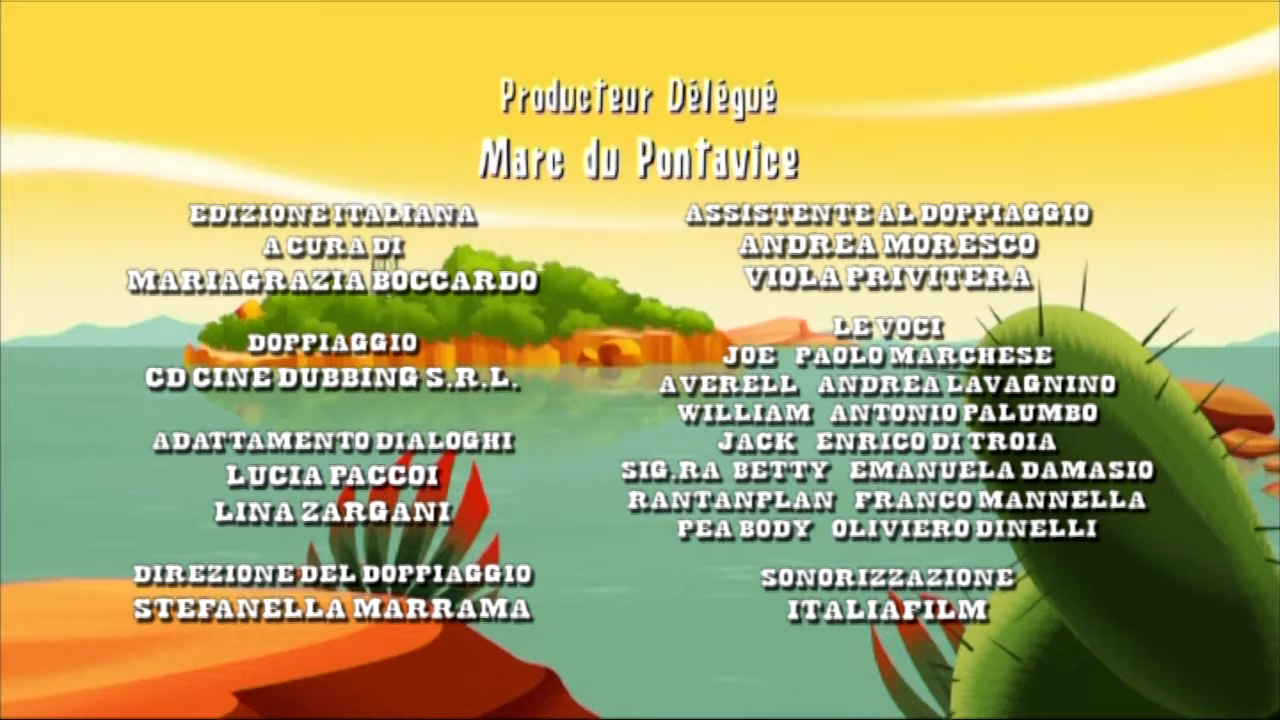 Producteur Délégué
Marc du Pontavice
EDIZIONE ITALIANA
A CURA DI
MARIAGRAZIA BOCCARDO
DOPPIAGGIO
CD CINE DUBBING S.R.L.
ADATTAMENTO DIALOGHI
LUCIA PACCOI
LINA ZARGANI
DIREZIONE DEL DOPPIAGGIO
STEFANELLA MARRAMA
ASSISTENTE AL DOPPIAGGIO
ANDREA MORESCO
VIOLA PRIVITERA
LE VOCI
JOE PAOLO MARCHESE
AVERELL ANDREA LAVAGNINO
WILLIAM ANTONIO PALUMBO
JACK ENRICO DI TROIA
SIG.RA BETTY EMANUELA DAMASIO
RANTANPLAN FRANCO MANNELLA
PEABODY OLIVIERO DINELLI
SONORIZZAZIONE
ITALIAFILM